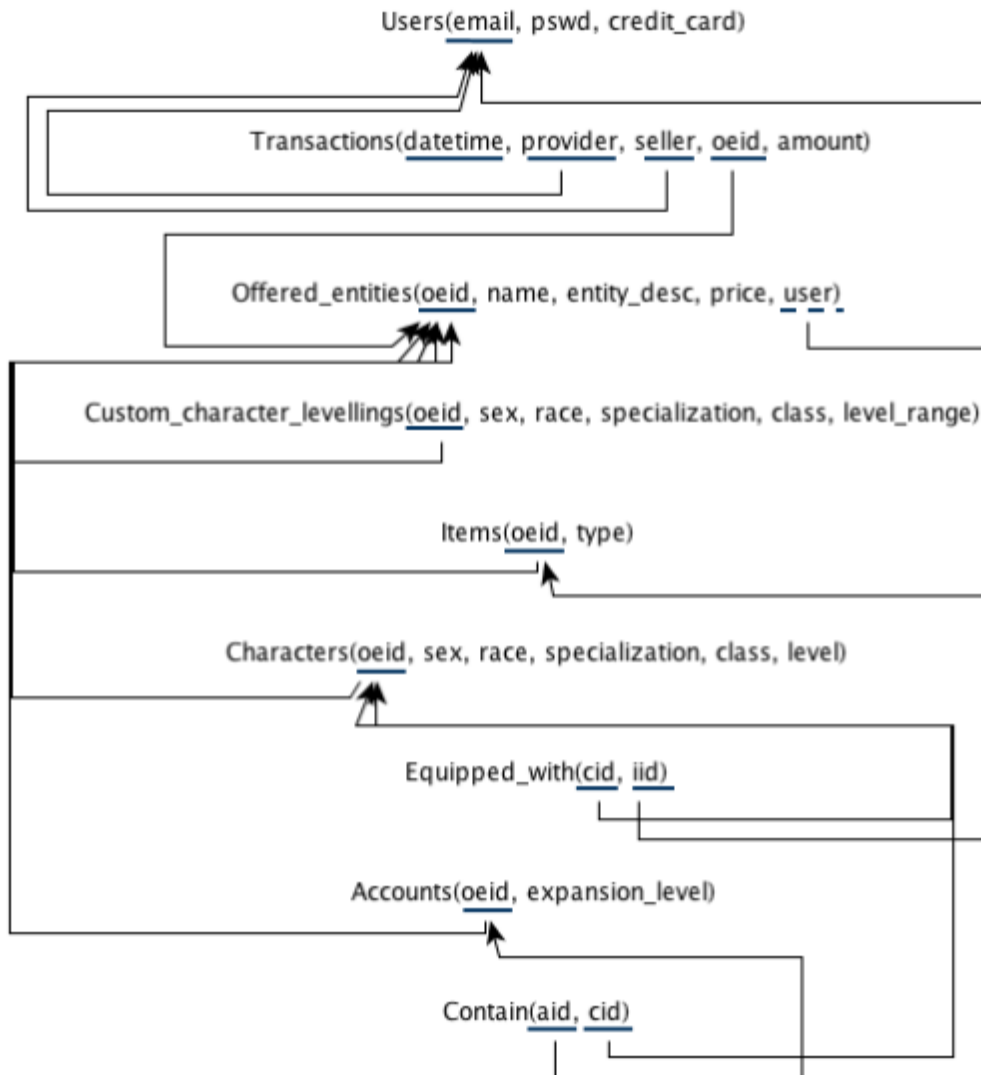 Users(email, pswd, credit_card)
Transactions(datetime, provider, seller, oeid, amount)
Offered_entities(oeid, name, entity_desc, price, user)
Custom_character_levellings(oeid, sex, race, specialization, class, level_range)
Items(oeid, type)
Characters(oeid, sex, race, specialization, class, level)
Equipped_with(cid, iid)
Accounts(oeid, expansion_level)
Contain(aid, cid)